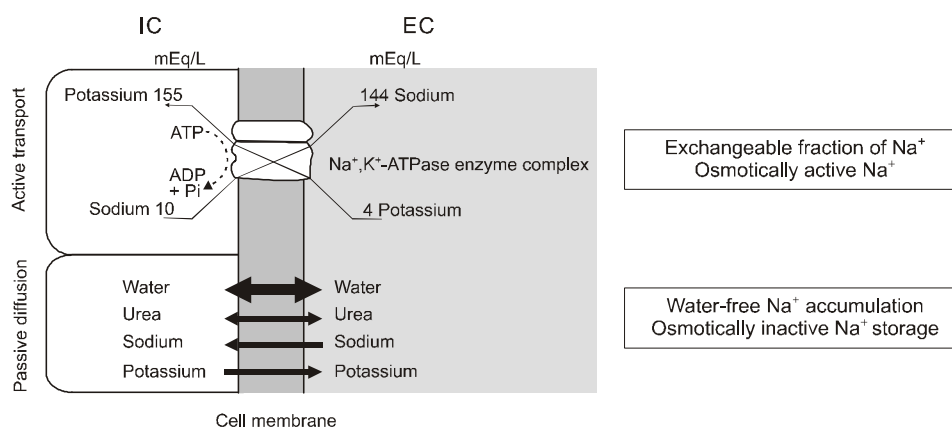 IC
EC
mEq/L
mEq/L
Active transport
Potassium 155
144 Sodium
ATP
Na⁺,K⁺-ATPase enzyme complex
ADP
+ Pi
Sodium 10
4 Potassium
Exchangeable fraction of Na⁺
Osmotically active Na⁺
Passive diffusion
Water
Water
Urea
Urea
Sodium
Sodium
Potassium
Potassium
Water-free Na⁺ accumulation
Osmotically inactive Na⁺ storage
Cell membrane